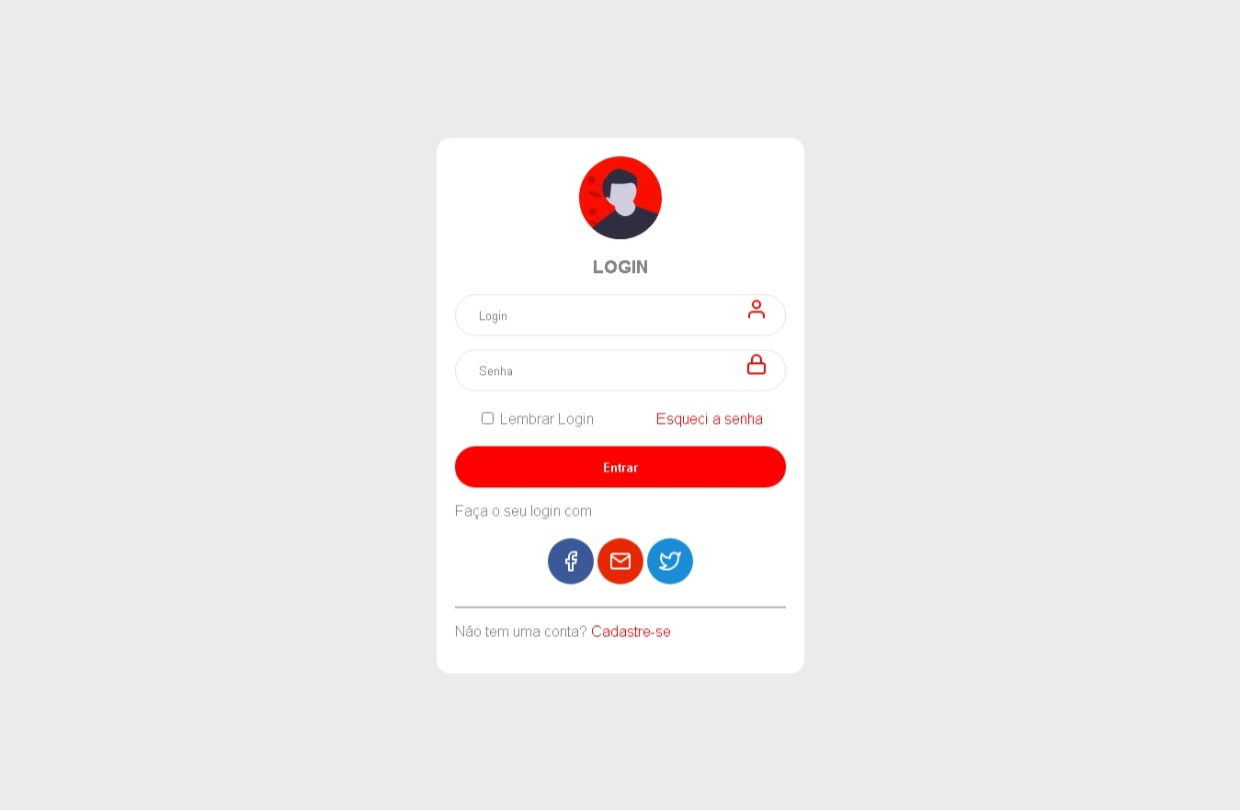 LOGIN
Login
Senha
Lembrar Login Esqueci a senha
Entrar
Faça o seu login com
Não tem uma conta? Cadastre-se